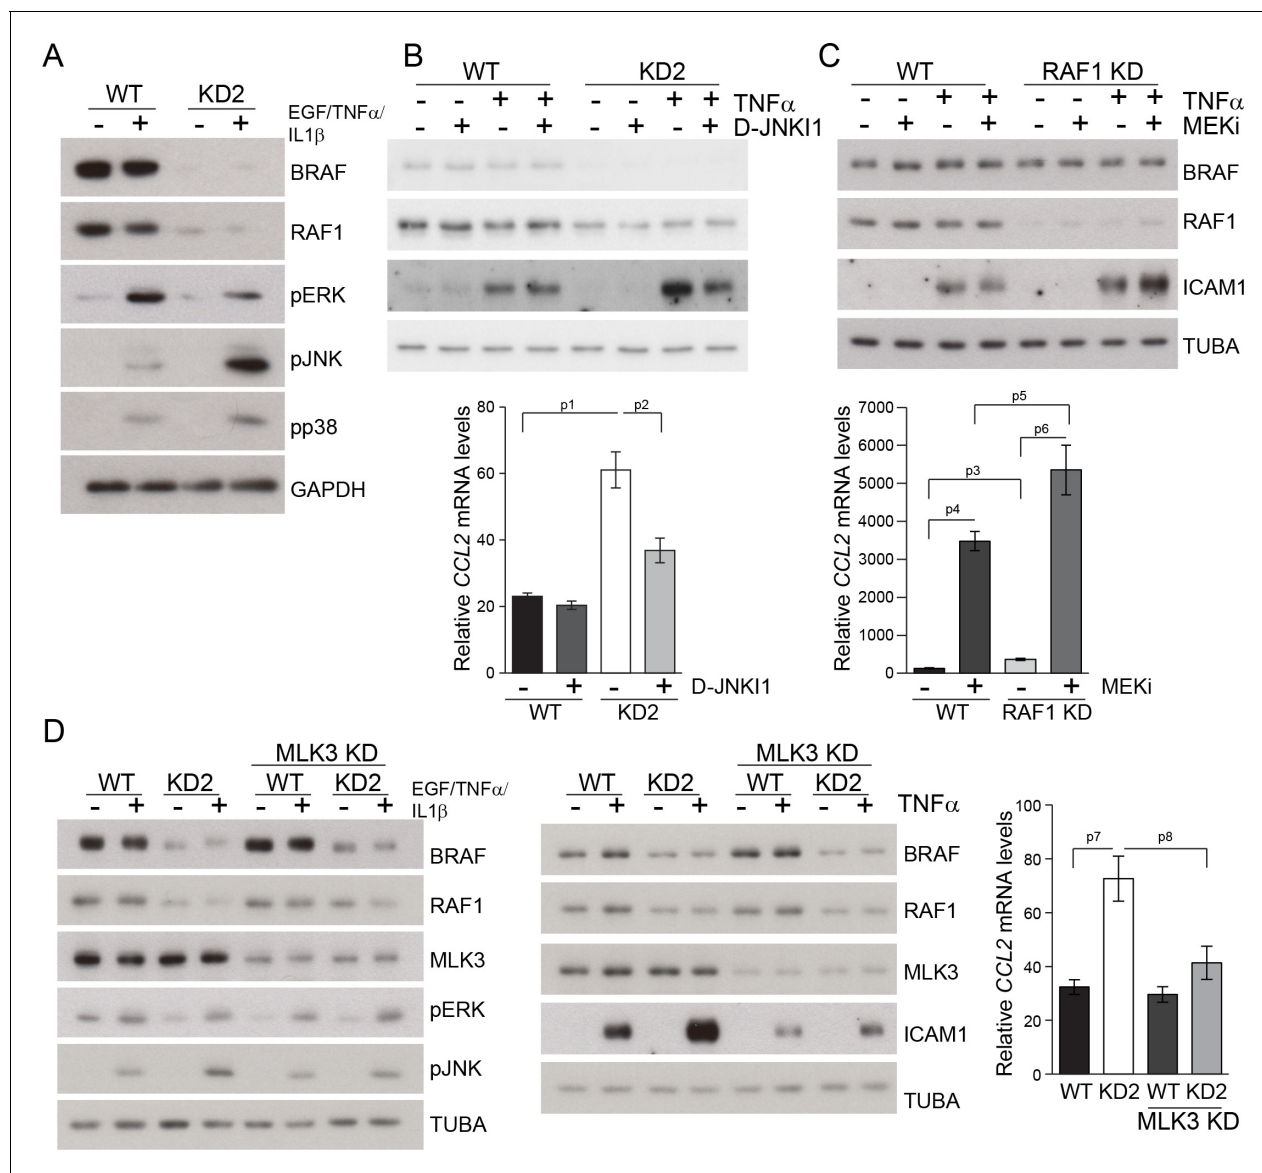 A
WT KD2
- + - + EGF/TNFα/
IL1β
BRAF
RAF1
pERK
pJNK
pp38
GAPDH
B
WT KD2
- - + + - - + + TNFα
- + - + - + - + D-JNKI1
80
60
40
20
0
Relative CCL2 mRNA levels
p1 p2
- + - + D-JNKI1
WT KD2
C
WT RAF1 KD
- - + + - - + + TNFα
- + - + - + - + MEKi
BRAF
RAF1
ICAM1
TUBA
7000
6000
5000
4000
3000
2000
1000
0
Relative CCL2 mRNA levels
p5
p6
p3
p4
- + - + MEKi
WT RAF1 KD
D
MLK3 KD
WT KD2 WT KD2
- + - + - + - + EGF/TNFα/
IL1β
BRAF
RAF1
MLK3
pERK
pJNK
TUBA
MLK3 KD
WT KD2 WT KD2
- + - + - + - + TNFα
BRAF
RAF1
MLK3
ICAM1
TUBA
100
80
60
40
20
0
Relative CCL2 mRNA levels
p7 p8
WT KD2 WT KD2
MLK3 KD